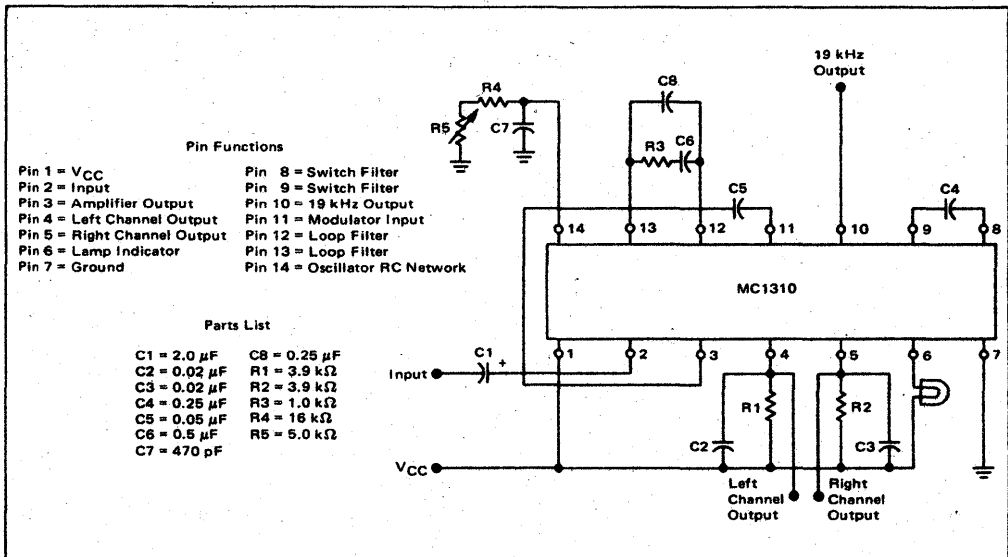 19 kHz
Output
C8
R4
R5
C7
R3
C6
C5
C4
Pin Functions
Pin 1 = VCC
Pin 2 = Input
Pin 3 = Amplifier Output
Pin 4 = Left Channel Output
Pin 5 = Right Channel Output
Pin 6 = Lamp Indicator
Pin 7 = Ground
Pin 8 = Switch Filter
Pin 9 = Switch Filter
Pin 10 = 19 kHz Output
Pin 11 = Modulator Input
Pin 12 = Loop Filter
Pin 13 = Loop Filter
Pin 14 = Oscillator RC Network
14 13 12 11 10 9 8
MC1310
1 2 3 4 5 6 7
Parts List
C1 = 2.0 μF
C2 = 0.02 μF
C3 = 0.02 μF
C4 = 0.25 μF
C5 = 0.05 μF
C6 = 0.5 μF
C7 = 470 pF
C8 = 0.25 μF
R1 = 3.9 kΩ
R2 = 3.9 kΩ
R3 = 1.0 kΩ
R4 = 16 kΩ
R5 = 5.0 kΩ
C1
+
Input
R1
R2
C2
C3
VCC
Left
Channel
Output
Right
Channel
Output